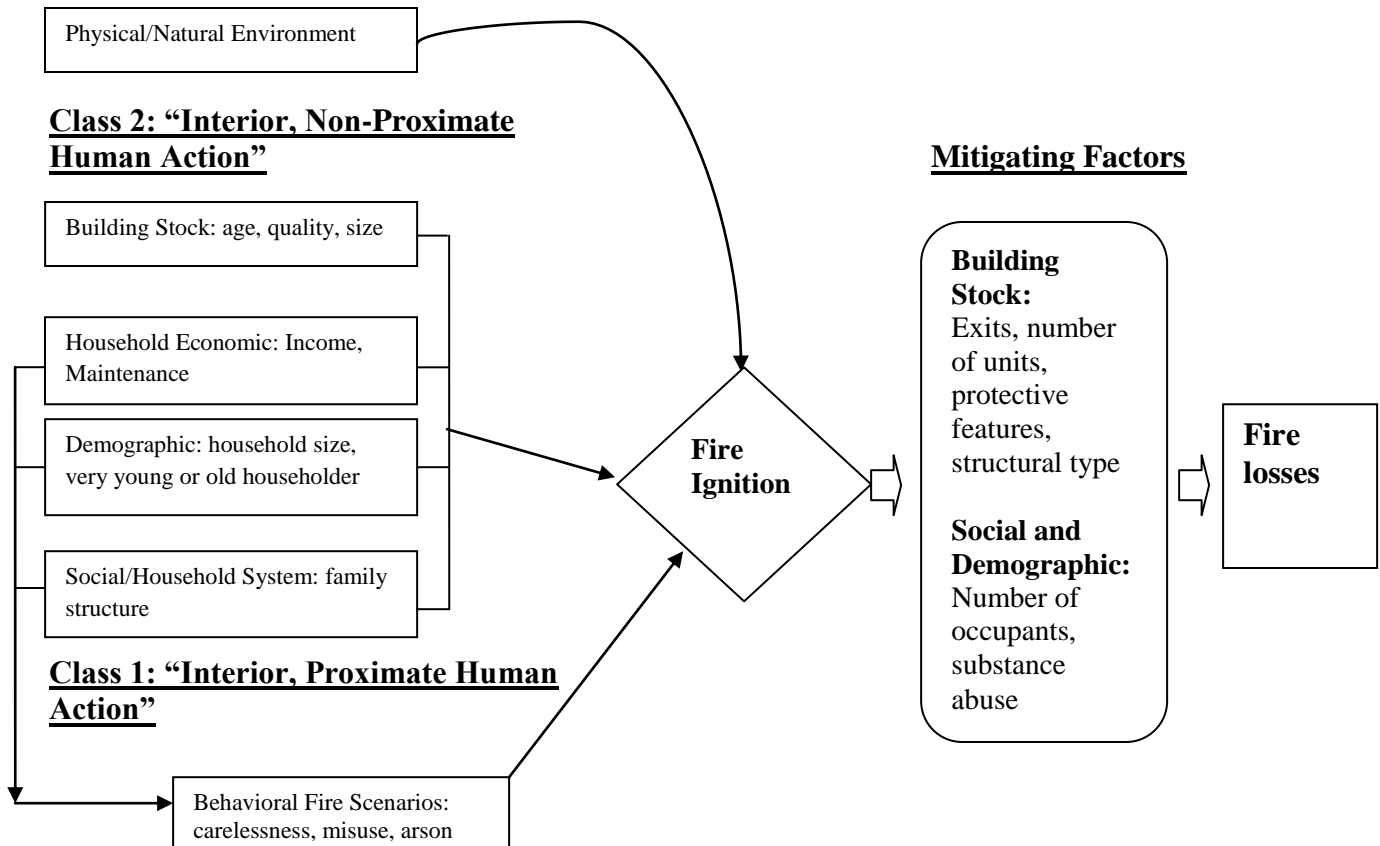 Physical/Natural Environment
Class 2: “Interior, Non-Proximate
Human Action”
Building Stock: age, quality, size
Household Economic: Income,
Maintenance
Demographic: household size,
very young or old householder
Social/Household System: family
structure
Class 1: “Interior, Proximate Human
Action”
Behavioral Fire Scenarios:
carelessness, misuse, arson
Fire
Ignition
Mitigating Factors
Building
Stock:
Exits, number
of units,
protective
features,
structural type
Social and
Demographic:
Number of
occupants,
substance
abuse
Fire
losses